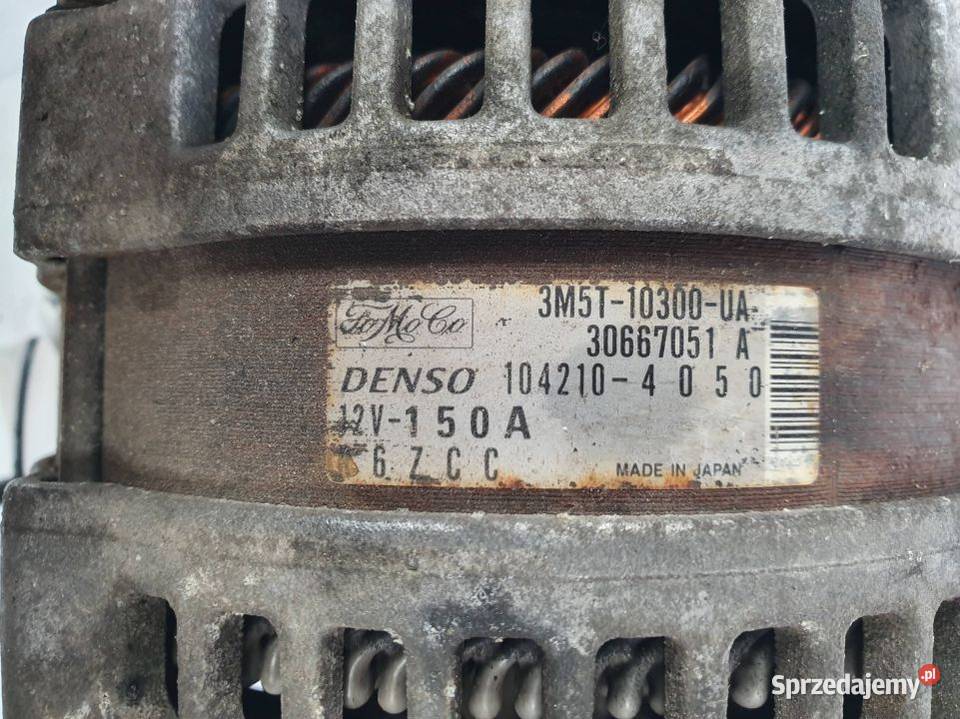 FoMoCo
3M5T-10300-UA
30667051 A
DENSO 104210-4050
12V-150A
6ZCC
MADE IN JAPAN
Sprzedajemy.pl